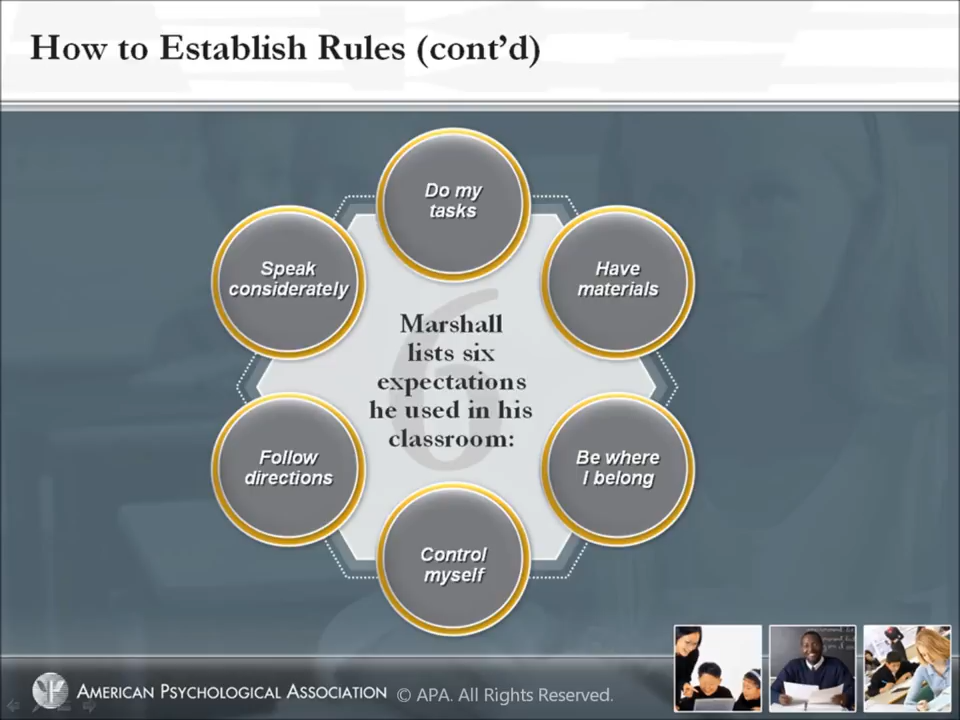 How to Establish Rules (cont'd)
Do my
tasks
Speak
considerately
Have
materials
6
Marshall
lists six
expectations
he used in his
classroom:
Follow
directions
Be where
I belong
Control
myself
AMERICAN PSYCHOLOGICAL ASSOCIATION © APA. All Rights Reserved.